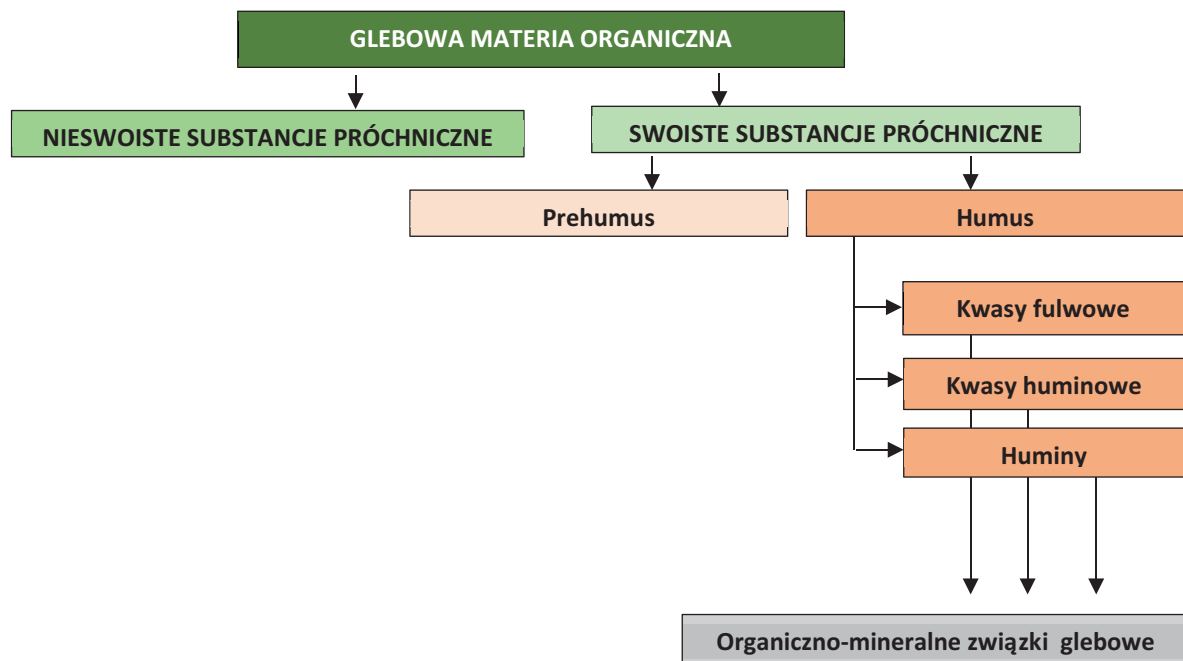 GLEBOWA MATERIA ORGANICZNA
NIESWOISTE SUBSTANCJE PRÓCHNICZNE
SWOISTE SUBSTANCJE PRÓCHNICZNE
Prehumus
Humus
Kwasy fulwowe
Kwasy huminowe
Huminy
Organiczno-mineralne związki glebowe